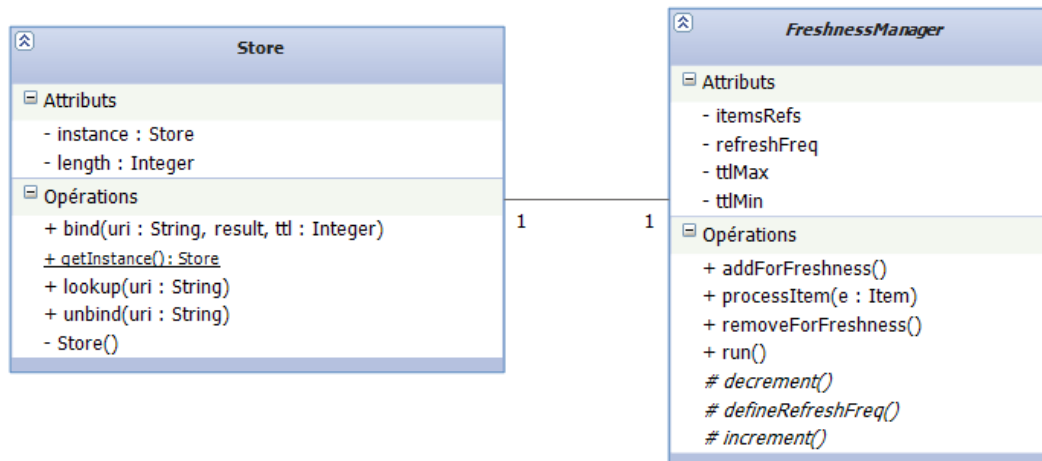 Store
Attributs
- instance : Store
- length : Integer
Opérations
+ bind(uri : String, result, ttl : Integer)
+ getInstance() : Store
+ lookup(uri : String)
+ unbind(uri : String)
- Store()
1
1
FreshnessManager
Attributs
- itemsRefs
- refreshFreq
- ttlMax
- ttlMin
Opérations
+ addForFreshness()
+ processItem(e : Item)
+ removeForFreshness()
+ run()
# decrement()
# defineRefreshFreq()
# increment()